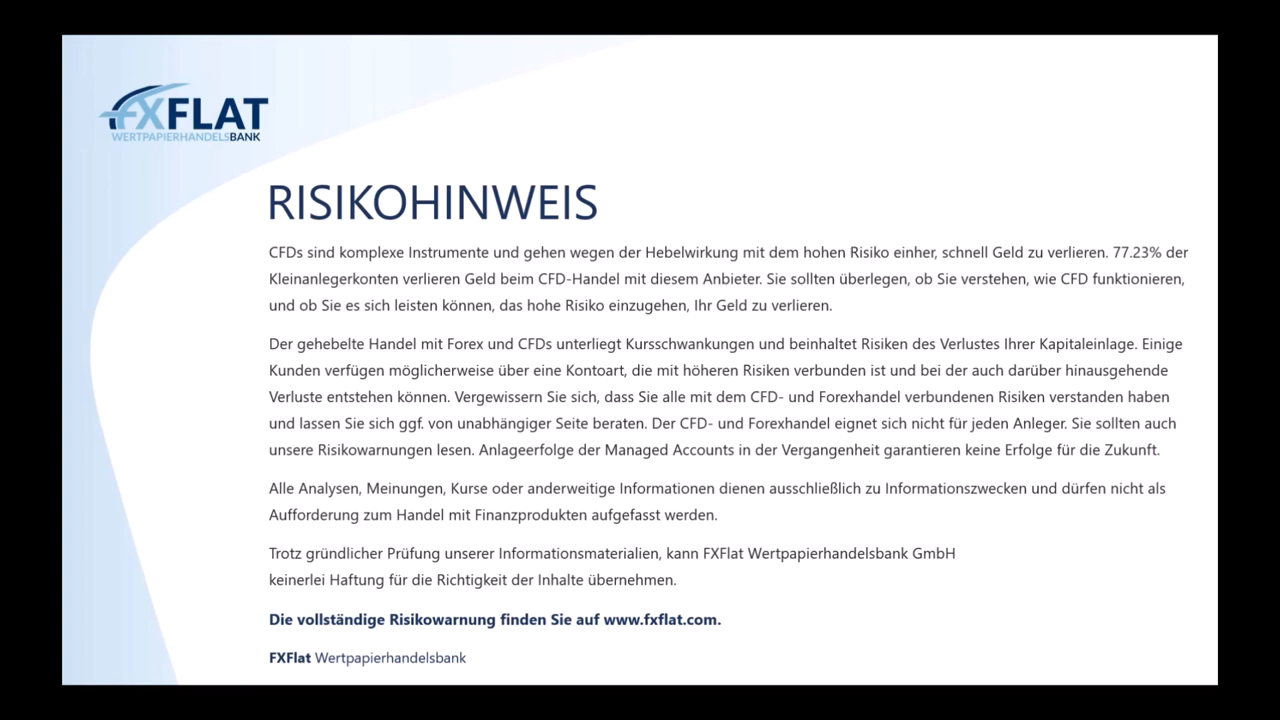 FXFLAT
WERTPAPIERHANDELSBANK
RISIKOHINWEIS
CFDs sind komplexe Instrumente und gehen wegen der Hebelwirkung mit dem hohen Risiko einher, schnell Geld zu verlieren. 77.23% der
Kleinanlegerkonten verlieren Geld beim CFD-Handel mit diesem Anbieter. Sie sollten überlegen, ob Sie verstehen, wie CFD funktionieren,
und ob Sie es sich leisten können, das hohe Risiko einzugehen, Ihr Geld zu verlieren.
Der gehebelte Handel mit Forex und CFDs unterliegt Kursschwankungen und beinhaltet Risiken des Verlustes Ihrer Kapitaleinlage. Einige
Kunden verfügen möglicherweise über eine Kontoart, die mit höheren Risiken verbunden ist und bei der auch darüber hinausgehende
Verluste entstehen können. Vergewissern Sie sich, dass Sie alle mit dem CFD- und Forexhandel verbundenen Risiken verstanden haben
und lassen Sie sich ggf. von unabhängiger Seite beraten. Der CFD- und Forexhandel eignet sich nicht für jeden Anleger. Sie sollten auch
unsere Risikowarnungen lesen. Anlageerfolge der Managed Accounts in der Vergangenheit garantieren keine Erfolge für die Zukunft.
Alle Analysen, Meinungen, Kurse oder anderweitige Informationen dienen ausschließlich zu Informationszwecken und dürfen nicht als
Aufforderung zum Handel mit Finanzprodukten aufgefasst werden.
Trotz gründlicher Prüfung unserer Informationsmaterialien, kann FXFlat Wertpapierhandelsbank GmbH
keinerlei Haftung für die Richtigkeit der Inhalte übernehmen.
Die vollständige Risikowarnung finden Sie auf www.fxflat.com.
FXFlat Wertpapierhandelsbank